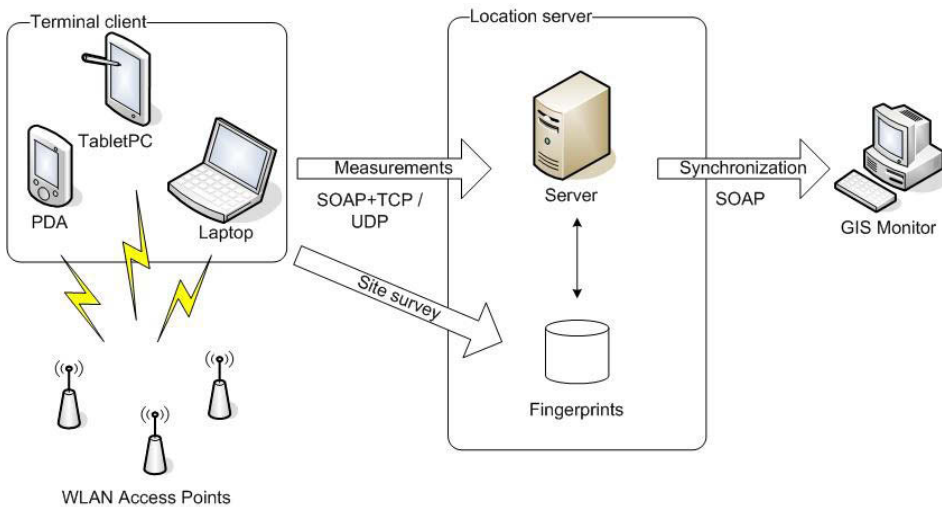 Terminal client
Location server
TabletPC
PDA
Laptop
Measurements
SOAP+TCP /
UDP
Site survey
Server
Fingerprints
Synchronization
SOAP
GIS Monitor
WLAN Access Points